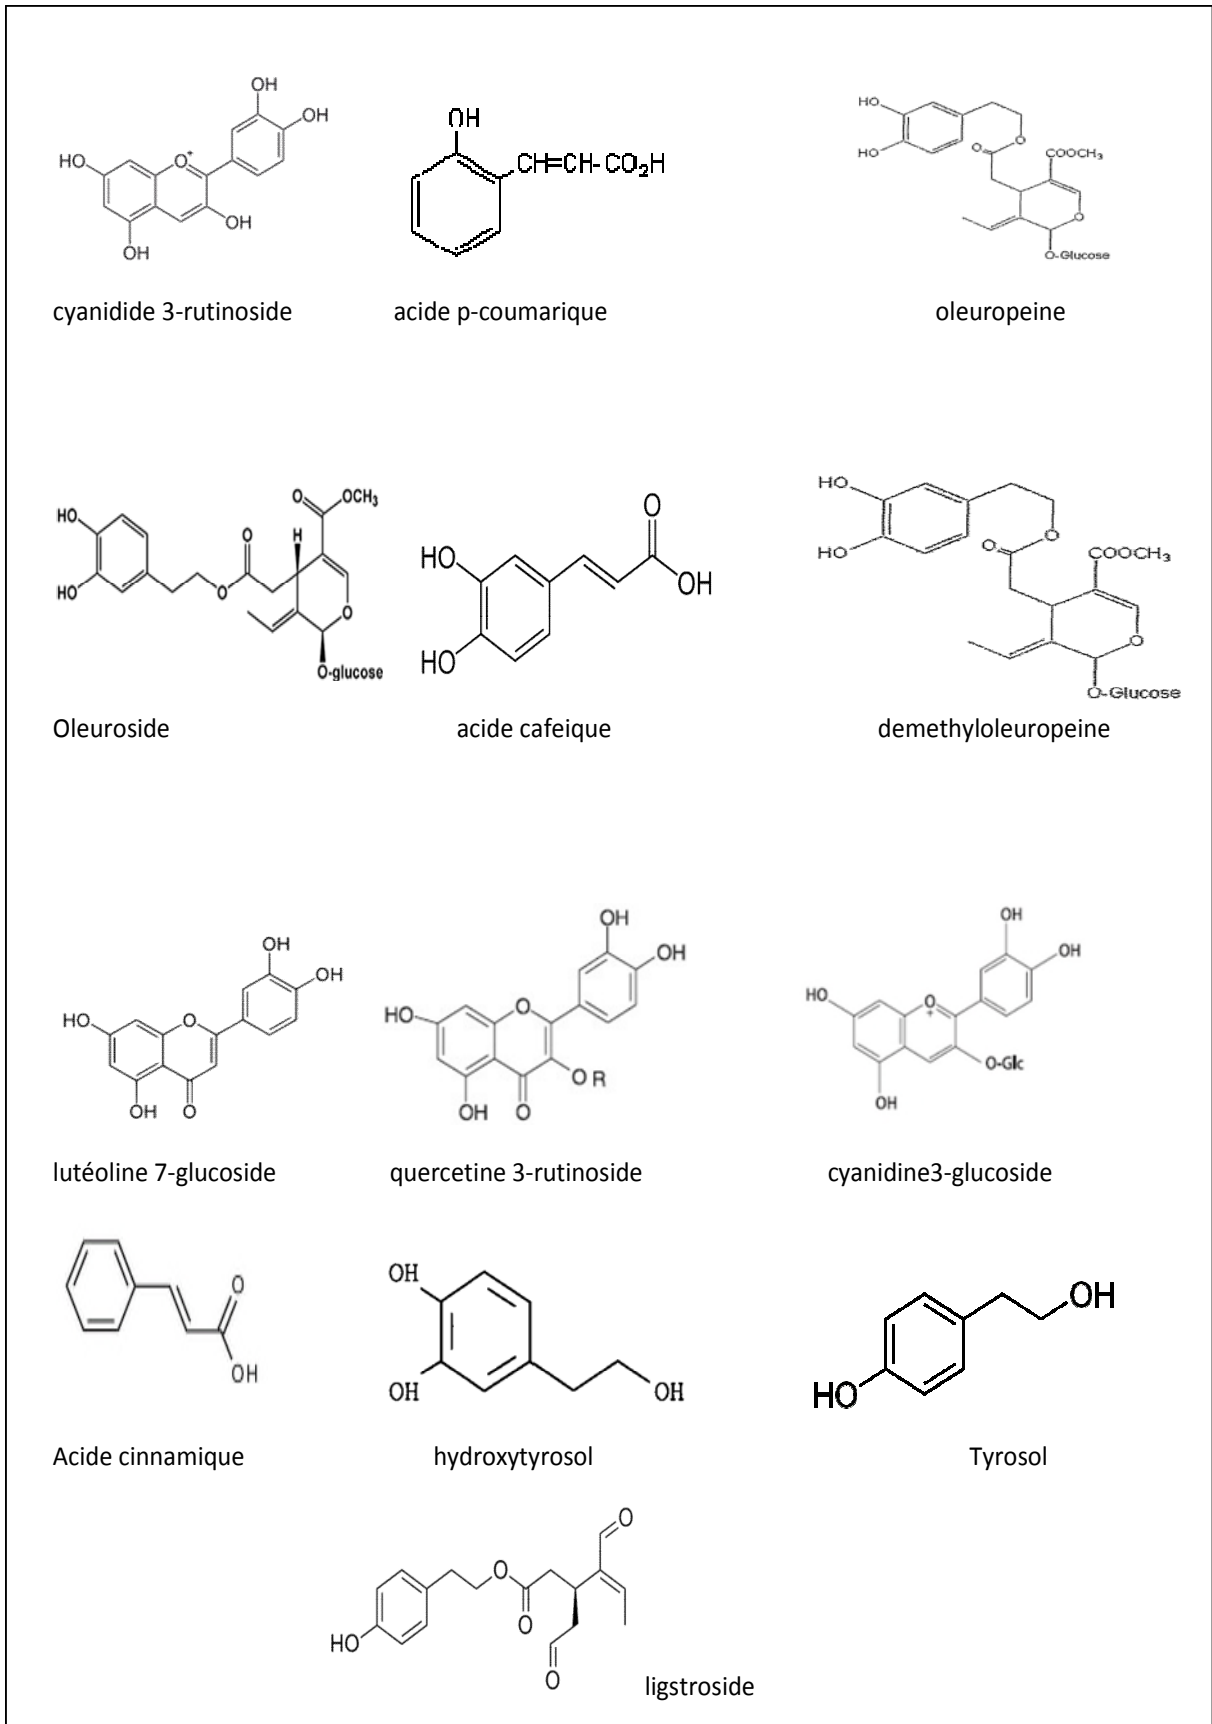 OH
OH
HO
O+
OH
OH
cyanidide 3-rutinoside
OH
CH=CH-CO₂H
acide p-coumarique
HO
HO
O
O
COOCH₃
O
O-Glucose
oleuropeine
HO
HO
O
O
H
O
OCH₃
O
O-glucose
Oleuroside
HO
HO
O
OH
acide cafeique
HO
HO
O
O
COOCH₃
O
O-Glucose
demethyloleuropeine
OH
OH
HO
O
OH
O
lutéoline 7-glucoside
OH
OH
HO
O
O R
OH
O
quercetine 3-rutinoside
OH
OH
HO
O
+
O-Glc
OH
cyanidine3-glucoside
O
OH
Acide cinnamique
OH
OH
OH
hydroxytyrosol
OH
HO
Tyrosol
O
O
O
HO
O
ligstroside